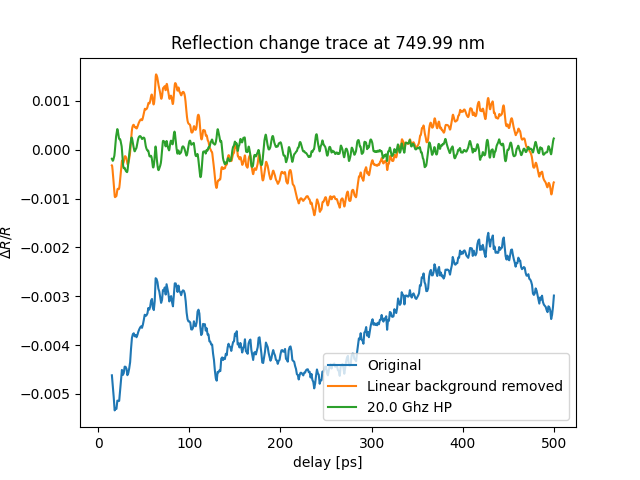 Reflection change trace at 749.99 nm
ΔR/R
0.001
0.000
−0.001
−0.002
−0.003
−0.004
−0.005
Original
Linear background removed
20.0 Ghz HP
0 100 200 300 400 500
delay [ps]